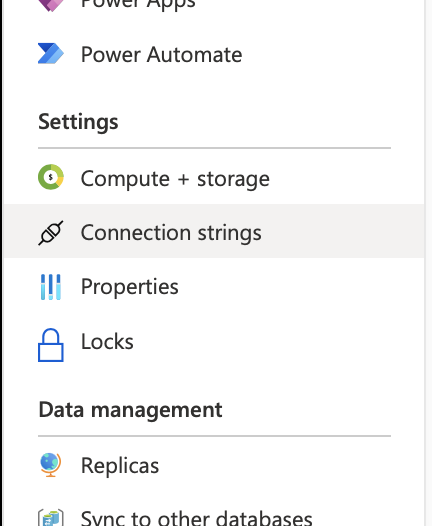 Power Apps
Power Automate
Settings
$
Compute + storage
Connection strings
Properties
Locks
Data management
Replicas
Sync to other databases